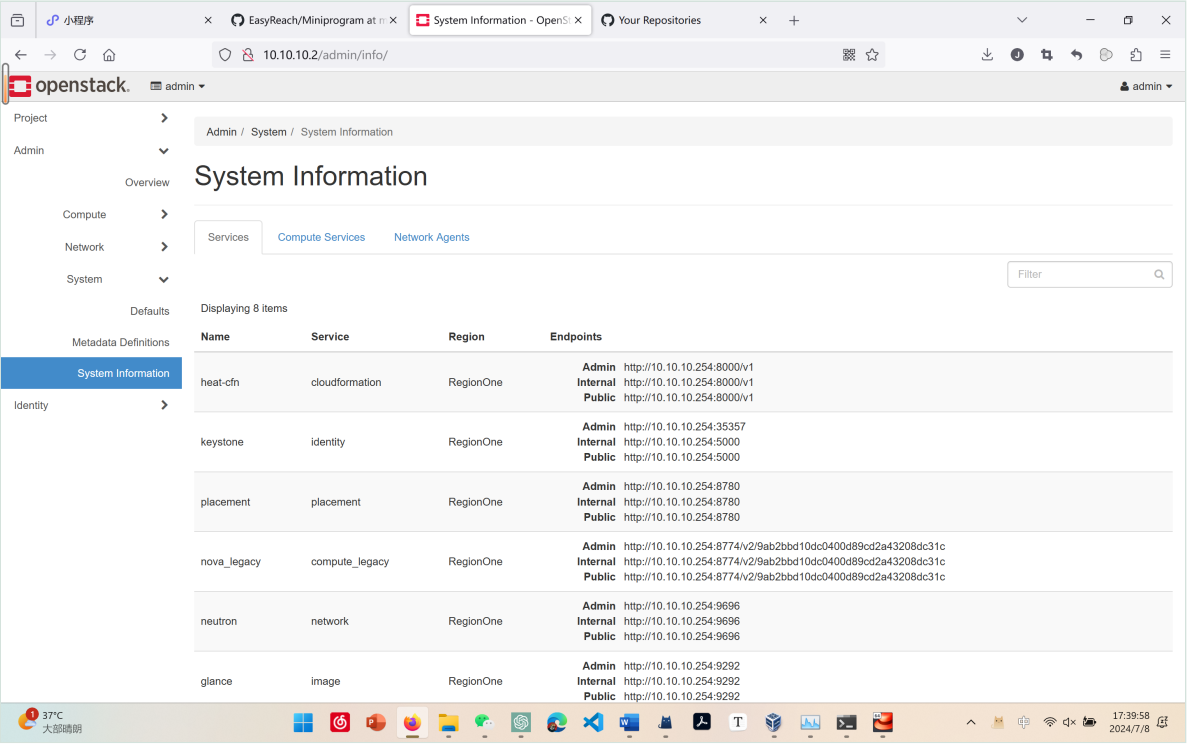 小程序
EasyReach/Miniprogram at m
System Information - OpenSt
Your Repositories
10.10.10.2/admin/info/
J
openstack.
admin
admin
Project
Admin
Overview
Compute
Network
System
Defaults
Metadata Definitions
System Information
Identity
Admin / System / System Information
System Information
Services Compute Services Network Agents
Filter
Displaying 8 items
Name Service Region Endpoints
heat-cfn cloudformation RegionOne
Admin http://10.10.10.254:8000/v1
Internal http://10.10.10.254:8000/v1
Public http://10.10.10.254:8000/v1
keystone identity RegionOne
Admin http://10.10.10.254:35357
Internal http://10.10.10.254:5000
Public http://10.10.10.254:5000
placement placement RegionOne
Admin http://10.10.10.254:8780
Internal http://10.10.10.254:8780
Public http://10.10.10.254:8780
nova_legacy compute_legacy RegionOne
Admin http://10.10.10.254:8774/v2/9ab2bbd10dc0400d89cd2a43208dc31c
Internal http://10.10.10.254:8774/v2/9ab2bbd10dc0400d89cd2a43208dc31c
Public http://10.10.10.254:8774/v2/9ab2bbd10dc0400d89cd2a43208dc31c
neutron network RegionOne
Admin http://10.10.10.254:9696
Internal http://10.10.10.254:9696
Public http://10.10.10.254:9696
glance image RegionOne
Admin http://10.10.10.254:9292
Internal http://10.10.10.254:9292
Public http://10.10.10.254:9292
1
37°C
大部晴朗
P
W
T
中
17:39:58
2024/7/8